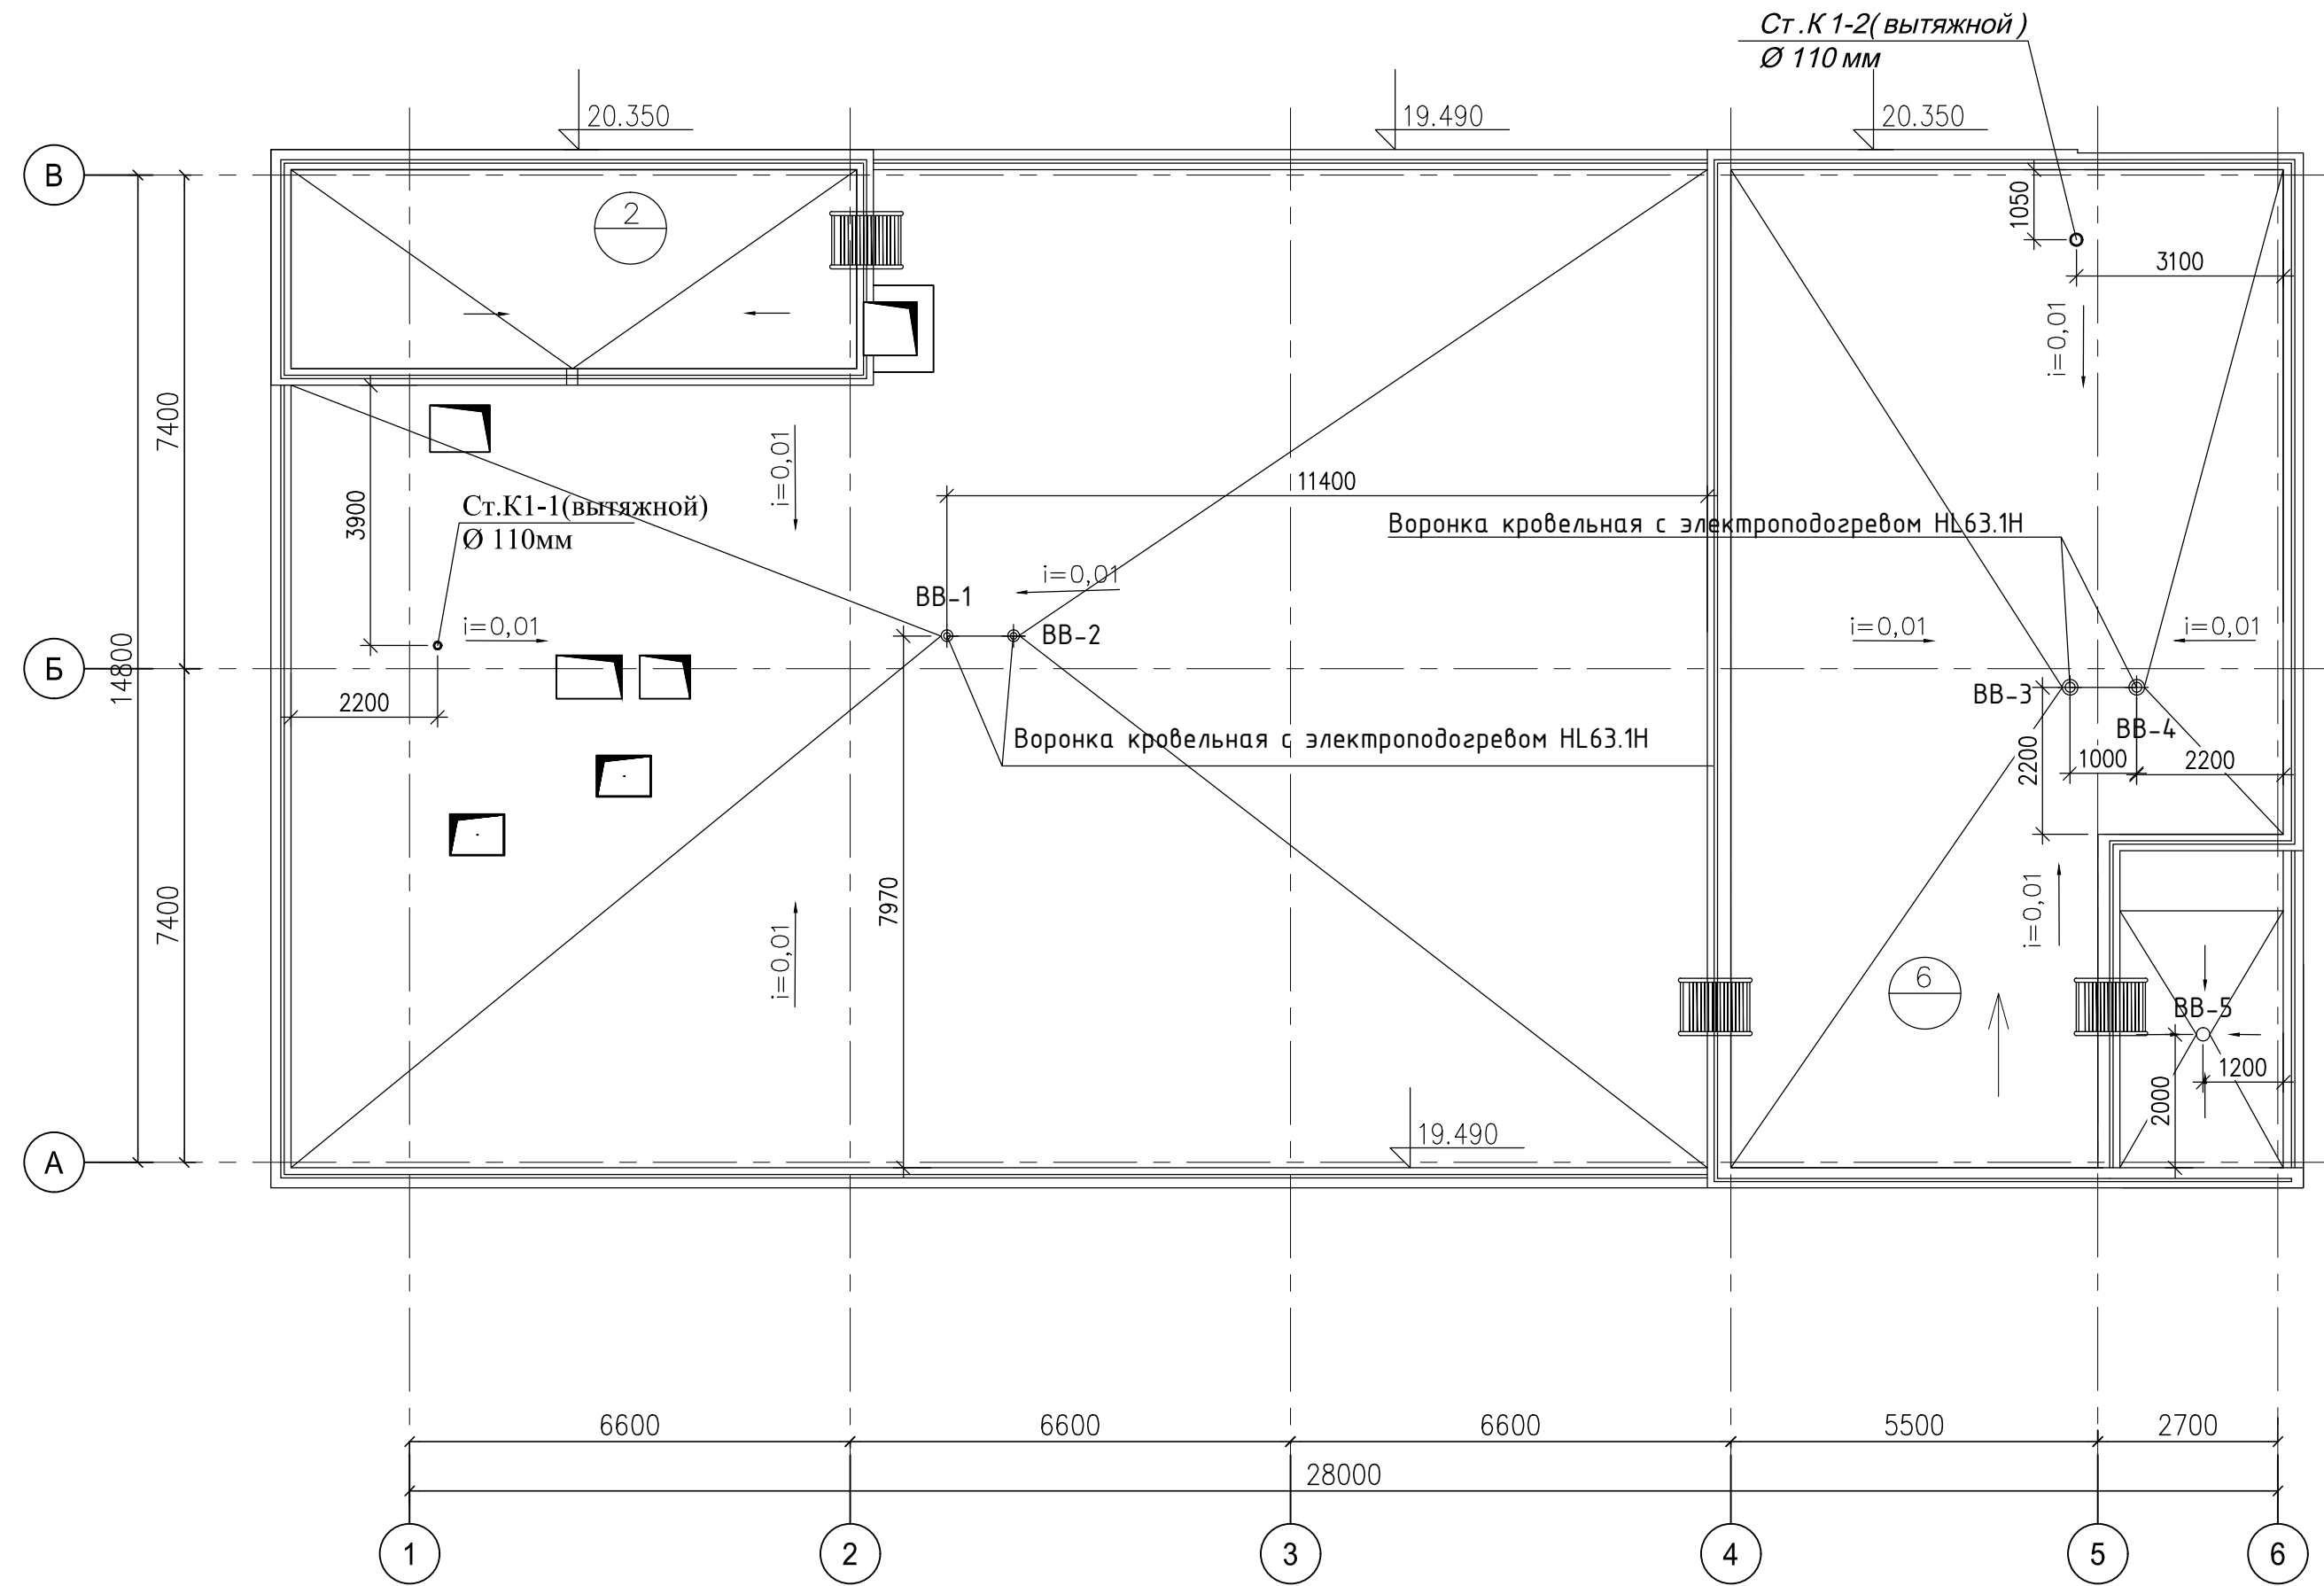 Ст.К 1-2(вытяжной)
Ø 110 мм
20.350
19.490
20.350
В
2
1050
3100
i=0,01
7400
3900
i=0,01
11400
Ст.К1-1(вытяжной)
Ø 110мм
Воронка кровельная с электроподогревом HL63.1H
i=0,01
ВВ-1
i=0,01
ВВ-2
i=0,01
i=0,01
Б
14800
2200
ВВ-3
ВВ-4
Воронка кровельная с электроподогревом HL63.1H
2200
1000
2200
7400
7970
i=0,01
i=0,01
6
ВВ-5
1200
2000
19.490
А
6600
6600
6600
5500
2700
28000
1
2
3
4
5
6